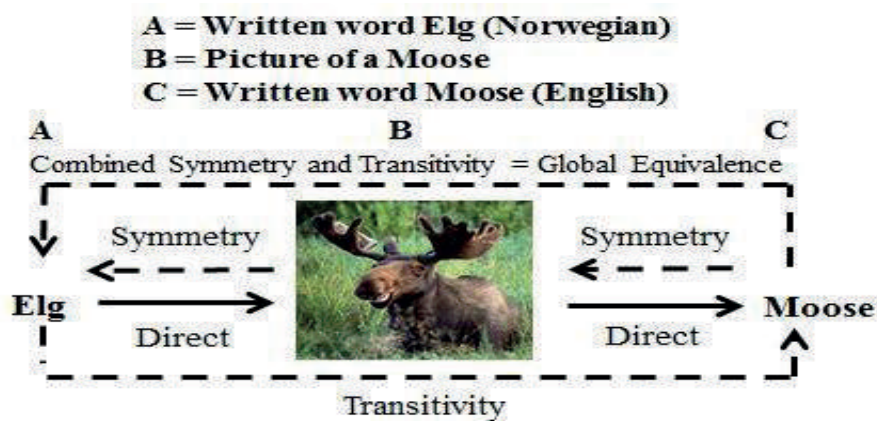 A = Written word Elg (Norwegian)
B = Picture of a Moose
C = Written word Moose (English)
A B C
Combined Symmetry and Transitivity = Global Equivalence
Symmetry Symmetry
Elg Moose
Direct Direct
Transitivity